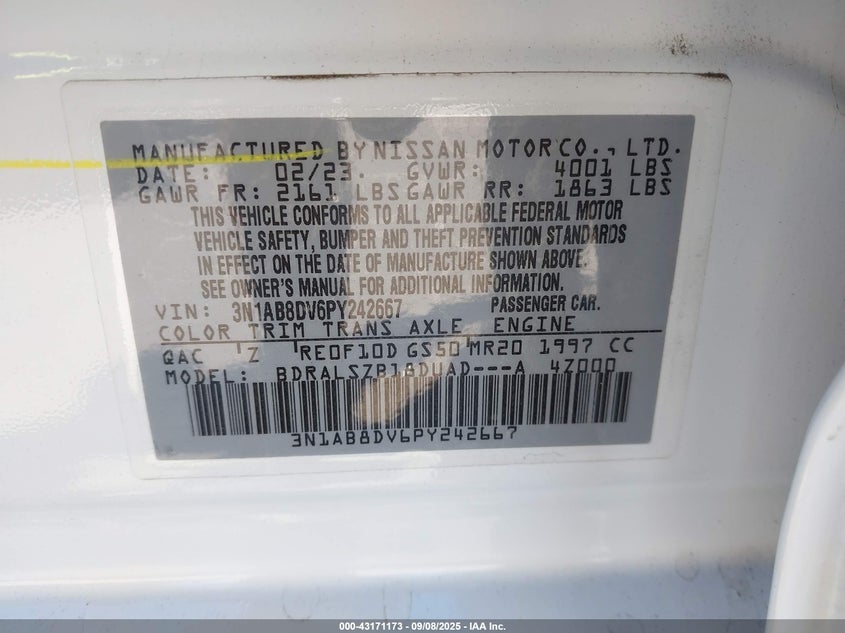 MANUFACTURED BY NISSAN MOTOR CO., LTD.
DATE: 02/23. GVWR: 4001 LBS
GAWR FR: 2161 LBS GAWR RR: 1863 LBS
THIS VEHICLE CONFORMS TO ALL APPLICABLE FEDERAL MOTOR
VEHICLE SAFETY, BUMPER AND THEFT PREVENTION STANDARDS
IN EFFECT ON THE DATE OF MANUFACTURE SHOWN ABOVE.
SEE OWNER'S MANUAL FOR ADDITIONAL INFORMATION.
VIN: 3N1AB8DV6PY242667 PASSENGER CAR.
COLOR TRIM TRANS AXLE ENGINE
QAC Z RE0F10D GS50 MR20 1997 CC
MODEL: BDRALSZB18DUAD---A 4Z000
3N1AB8DV6PY242667
000-43171173 - 09/08/2025 - IAA Inc.